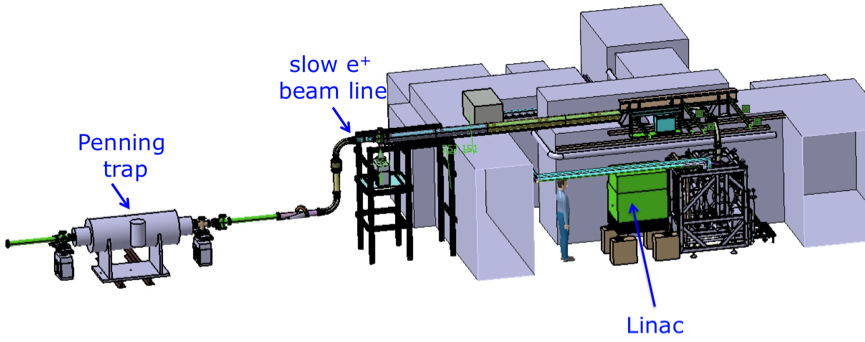 slow e⁺
beam line
Penning
trap
Linac